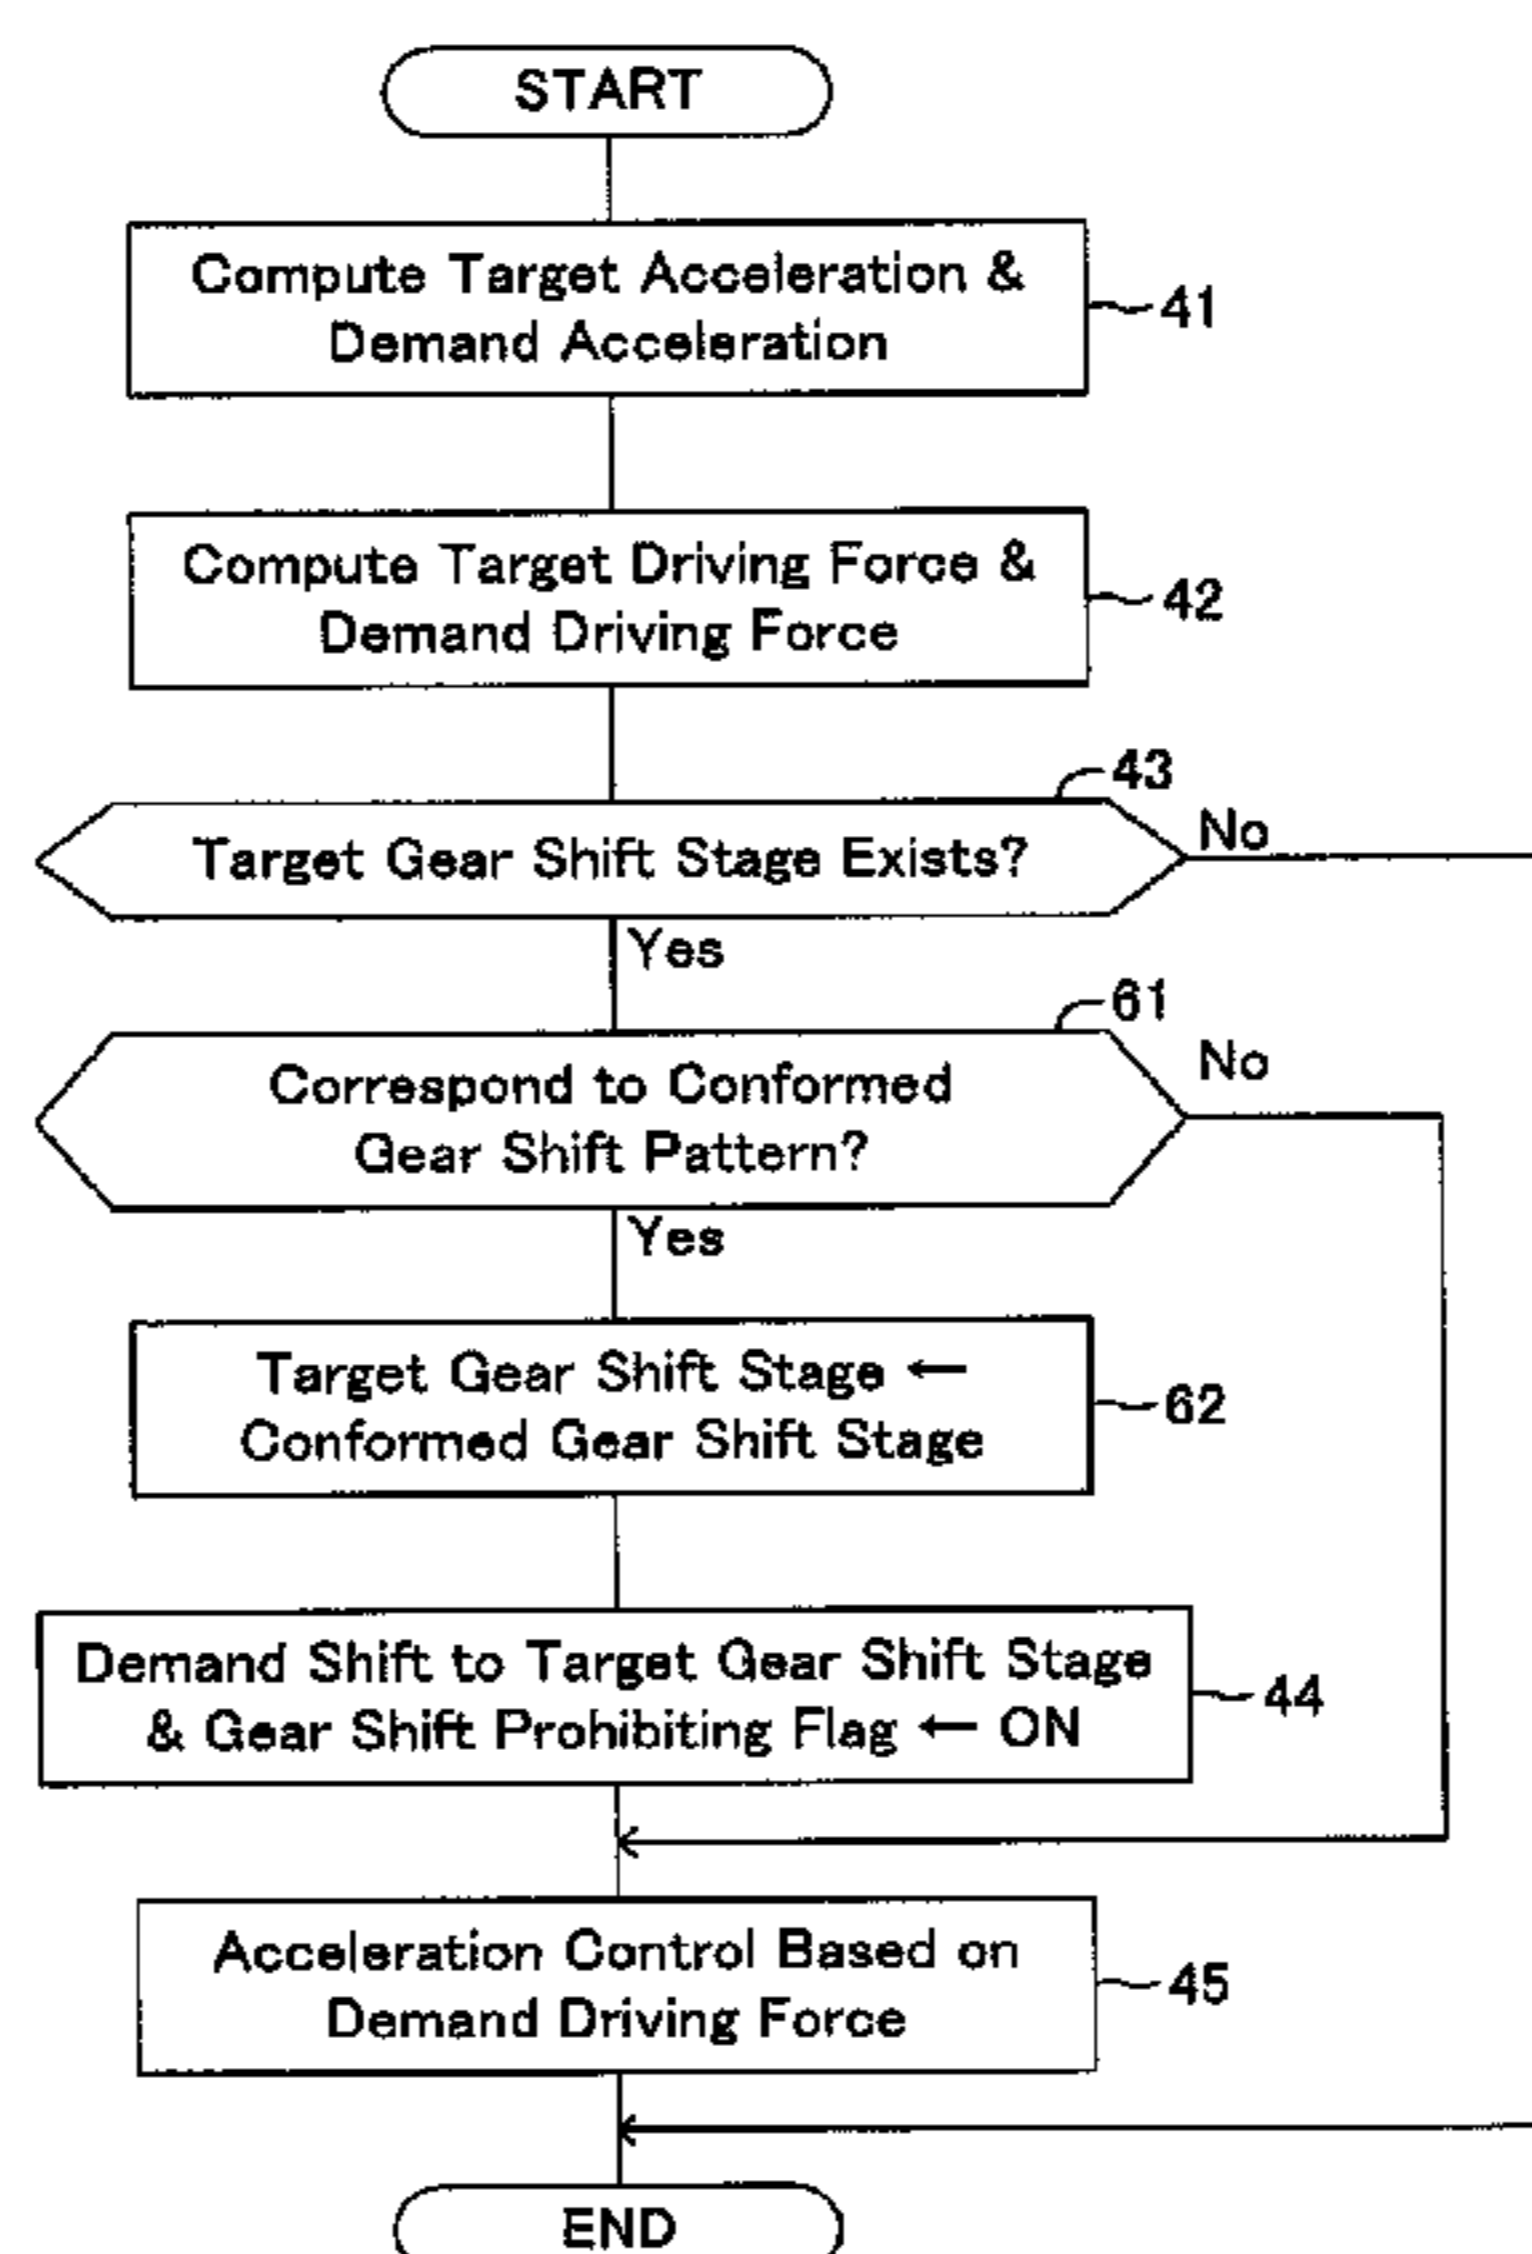 START
Compute Target Acceleration &
Demand Acceleration
41
Compute Target Driving Force &
Demand Driving Force
42
43
Target Gear Shift Stage Exists?
No
Yes
61
Correspond to Conformed
Gear Shift Pattern?
No
Yes
Target Gear Shift Stage ←
Conformed Gear Shift Stage
62
Demand Shift to Target Gear Shift Stage
& Gear Shift Prohibiting Flag ← ON
44
Acceleration Control Based on
Demand Driving Force
45
END